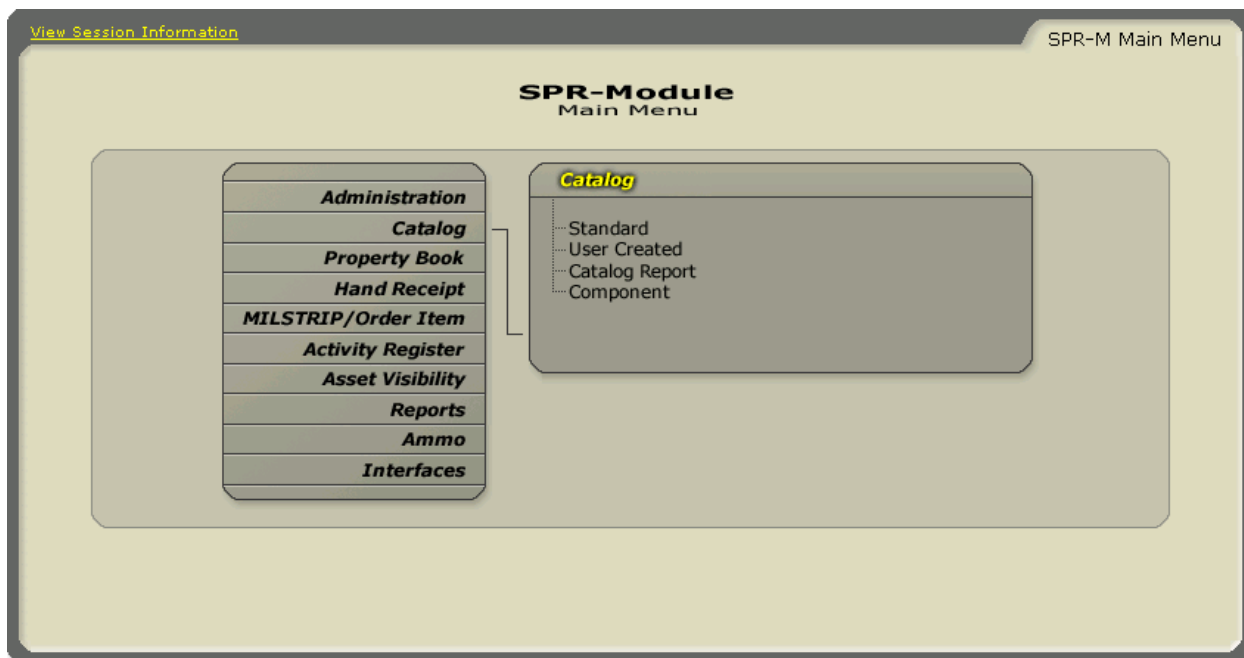 View Session Information
SPR-M Main Menu
SPR-Module
Main Menu
Administration
Catalog
Property Book
Hand Receipt
MILSTRIP/Order Item
Activity Register
Asset Visibility
Reports
Ammo
Interfaces
Catalog
Standard
User Created
Catalog Report
Component